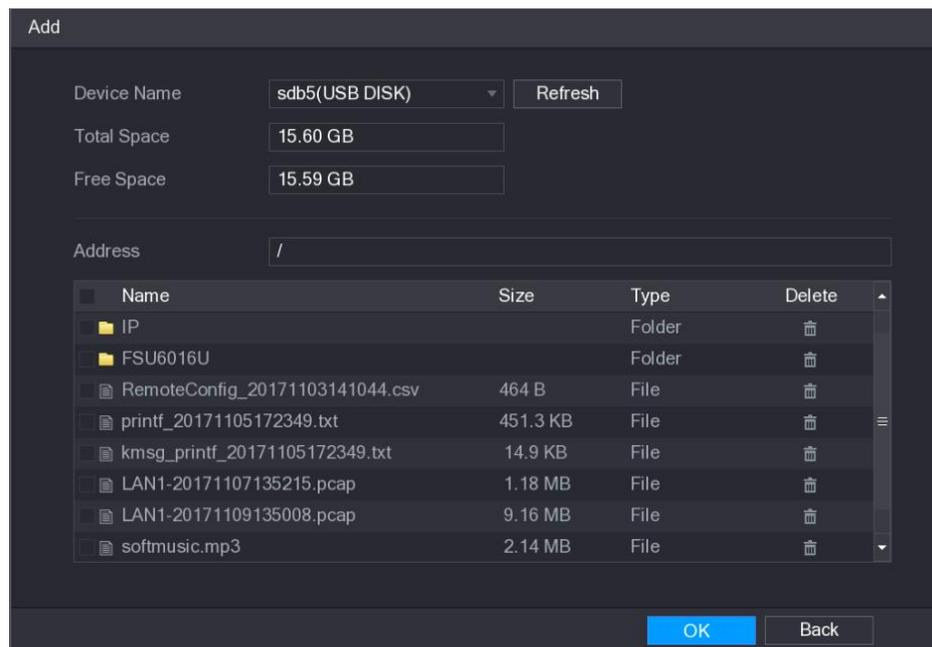 Add
Device Name sdb5(USB DISK) Refresh
Total Space 15.60 GB
Free Space 15.59 GB
Address /
Name Size Type Delete
IP Folder
FSU6016U Folder
RemoteConfig_20171103141044.csv 464 B File
printf_20171105172349.txt 451.3 KB File
kmsg_printf_20171105172349.txt 14.9 KB File
LAN1-20171107135215.pcap 1.18 MB File
LAN1-20171109135008.pcap 9.16 MB File
softmusic.mp3 2.14 MB File
OK Back